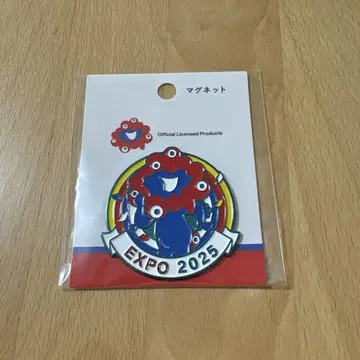 マグネット
Official Licensed Products
EXPO 2025